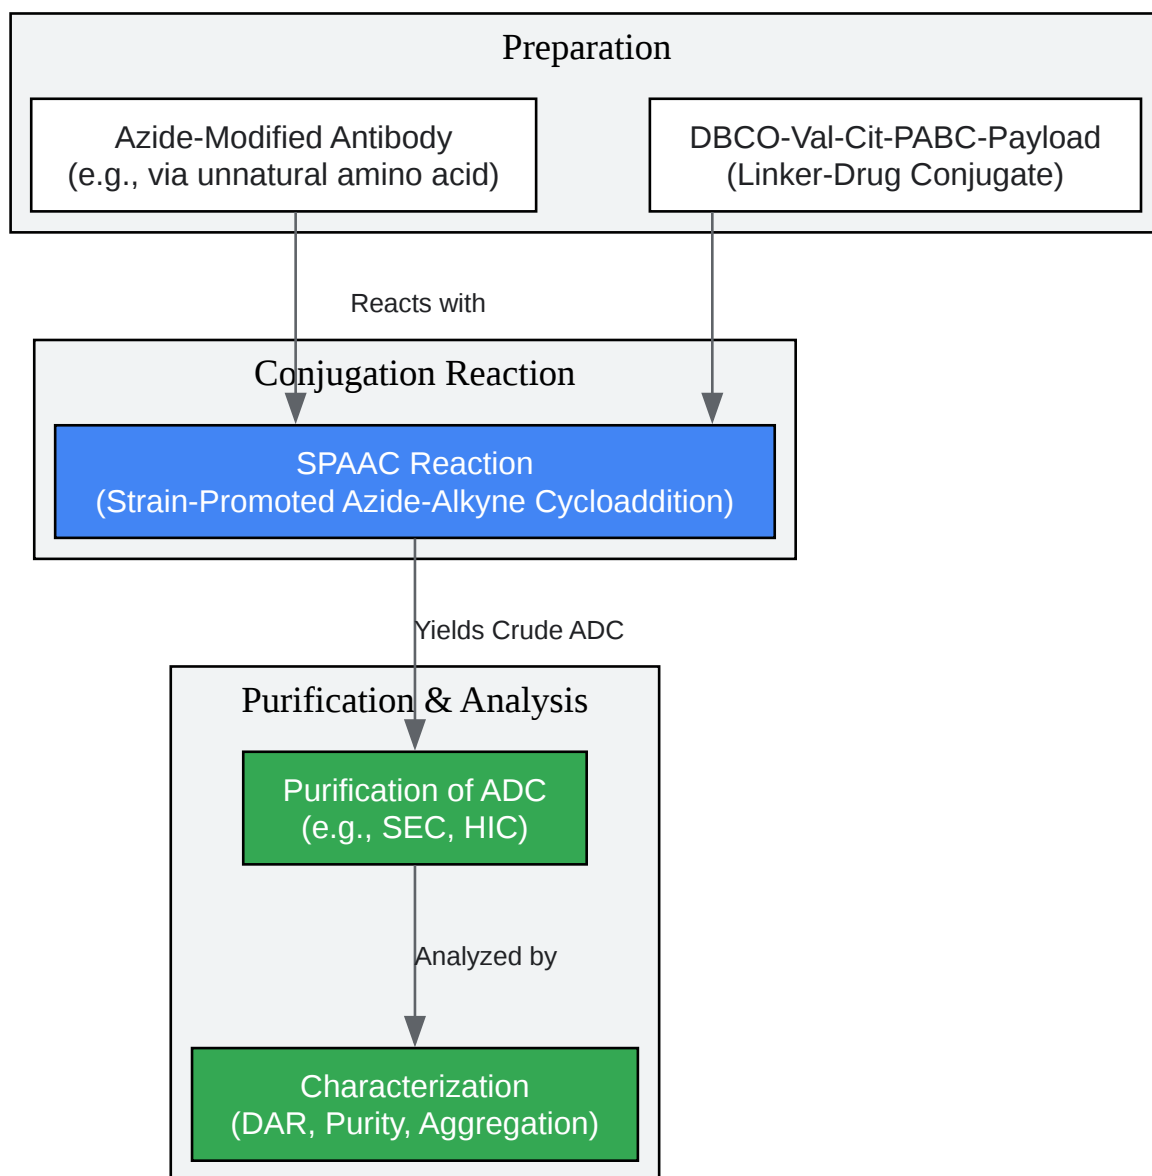 Preparation
Azide-Modified Antibody
(e.g., via unnatural amino acid)
DBCO-Val-Cit-PABC-Payload
(Linker-Drug Conjugate)
Reacts with
Conjugation Reaction
SPAAC Reaction
(Strain-Promoted Azide-Alkyne Cycloaddition)
Yields Crude ADC
Purification & Analysis
Purification of ADC
(e.g., SEC, HIC)
Analyzed by
Characterization
(DAR, Purity, Aggregation)